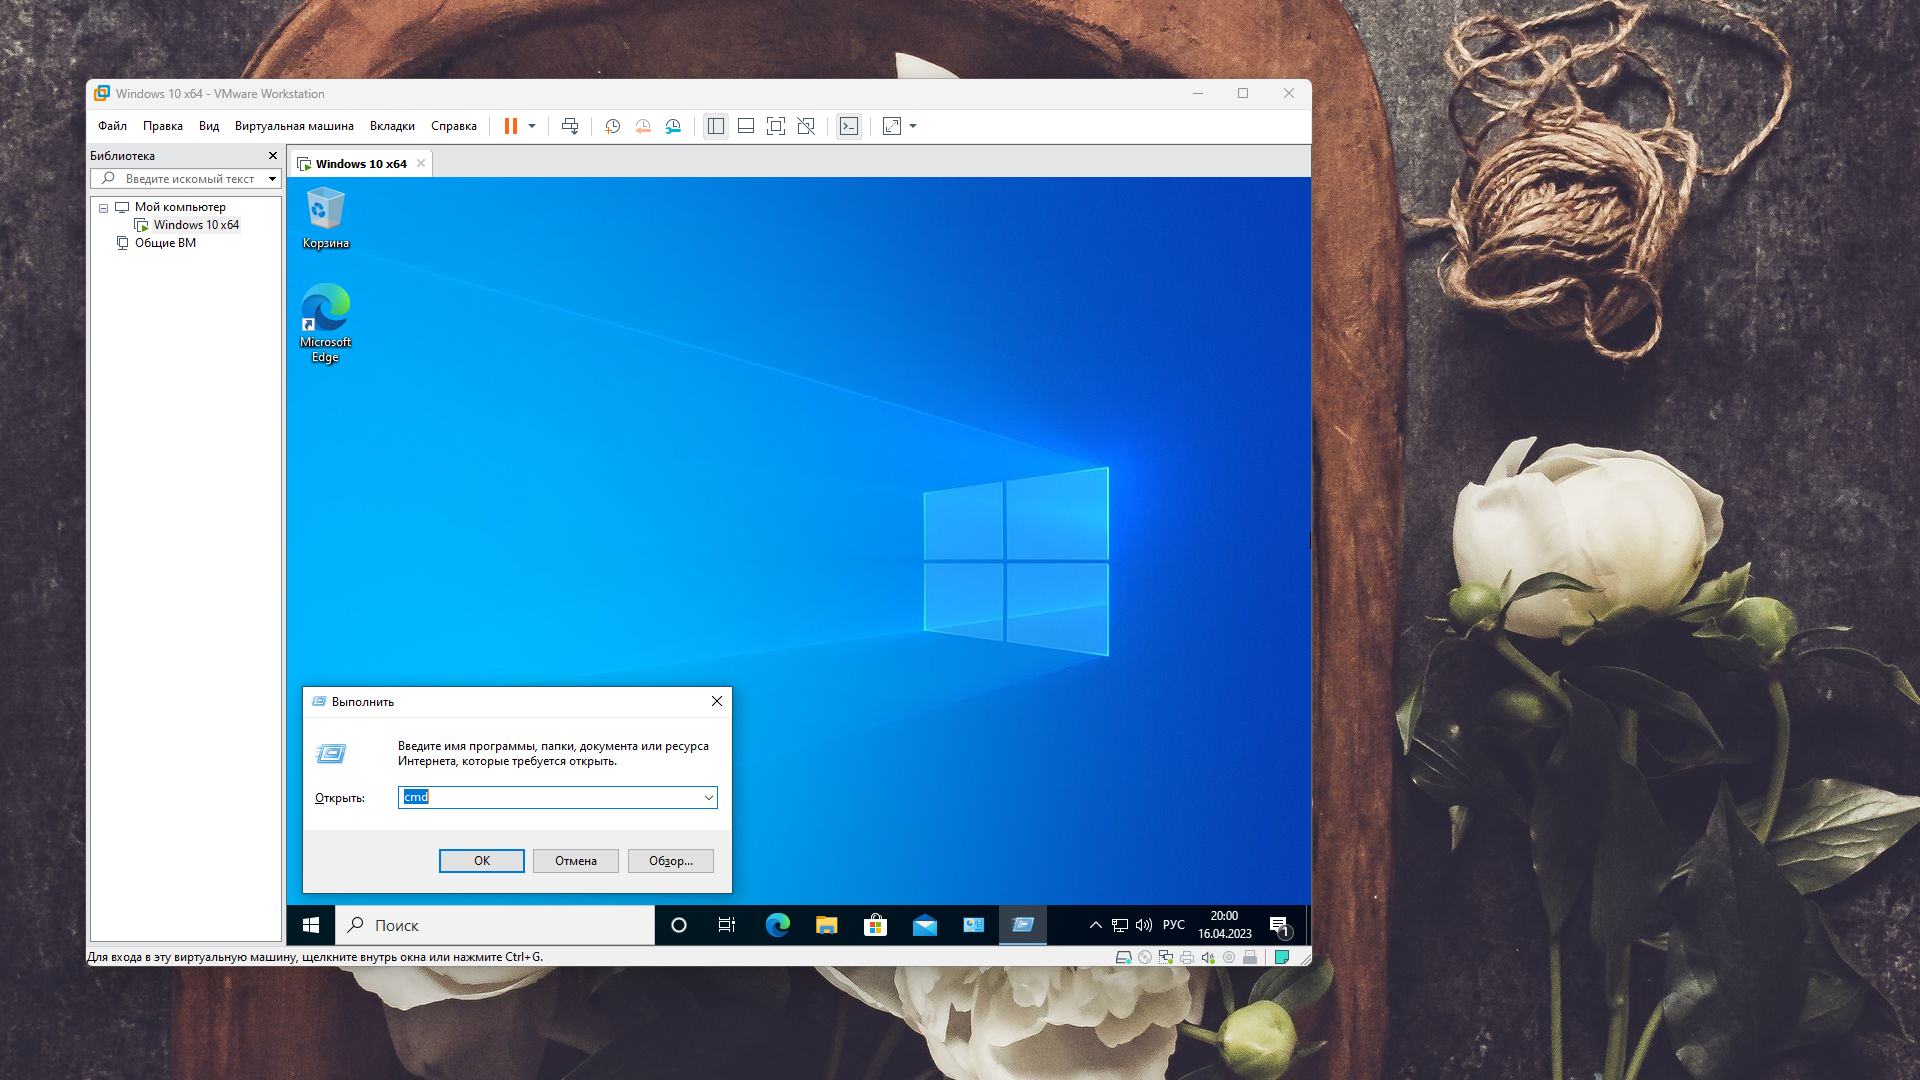 Windows 10 x64 - VMware Workstation
Файл Правка Вид Виртуальная машина Вкладки Справка
Библиотека
Введите искомый текст
Мой компьютер
Windows 10 x64
Общие ВМ
Windows 10 x64
Корзина
Microsoft
Edge
Выполнить
Введите имя программы, папки, документа или ресурса
Интернета, которые требуется открыть.
Открыть: cmd
ОК Отмена Обзор...
Поиск
РУС
20:00
16.04.2023
1
Для входа в эту виртуальную машину, щелкните внутрь окна или нажмите Ctrl+G.